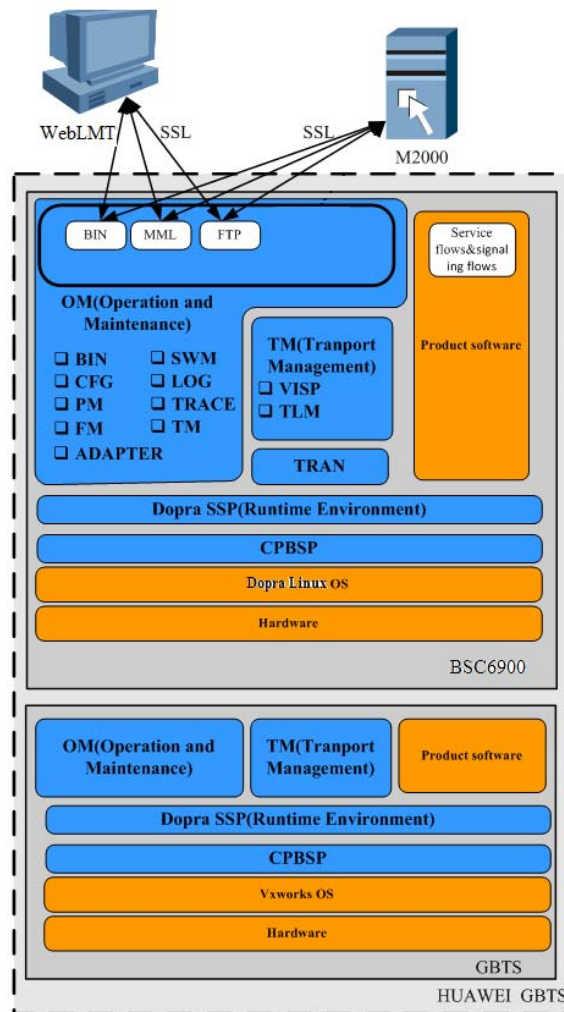 WebLMT
SSL
SSL
M2000
BIN
MML
FTP
Service
flows&signal
ing flows
OM(Operation and
Maintenance)
BIN
SWM
CFG
LOG
PM
TRACE
FM
TM
ADAPTER
TM(Tranport
Management)
VISP
TLM
Product software
TRAN
Dopra SSP(Runtime Environment)
CPBSP
Dopra Linux OS
Hardware
BSC6900
OM(Operation and
Maintenance)
TM(Tranport
Management)
Product software
Dopra SSP(Runtime Environment)
CPBSP
Vxworks OS
Hardware
GBTS
HUAWEI GBTS